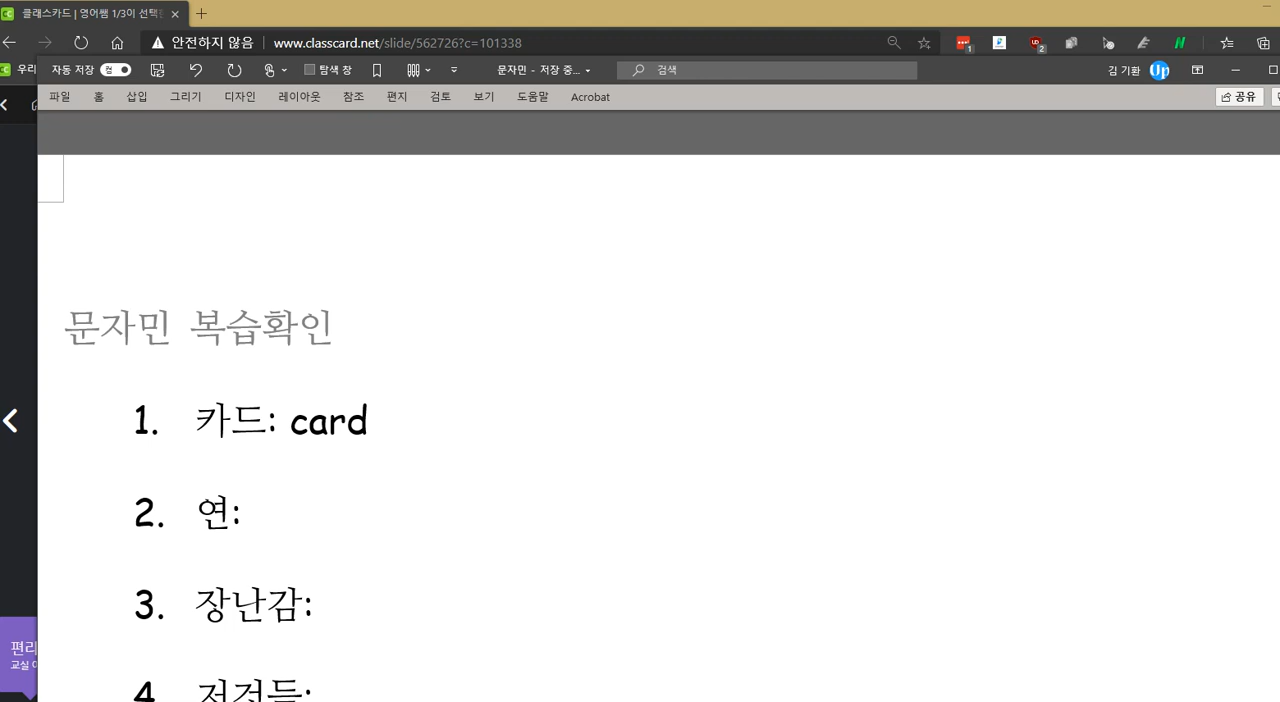 클래스카드 | 영어쌤 1/3이 선택
안전하지 않음 www.classcard.net/slide/562726?c=101338
우리
자동 저장 탐색 창 문자민 - 저장 중... 검색 김 기환 Up
파일 홈 삽입 그리기 디자인 레이아웃 참조 편지 검토 보기 도움말 Acrobat 공유
문자민 복습확인
1. 카드: card
2. 연:
3. 장난감:
4. 저것들:
편리
교실